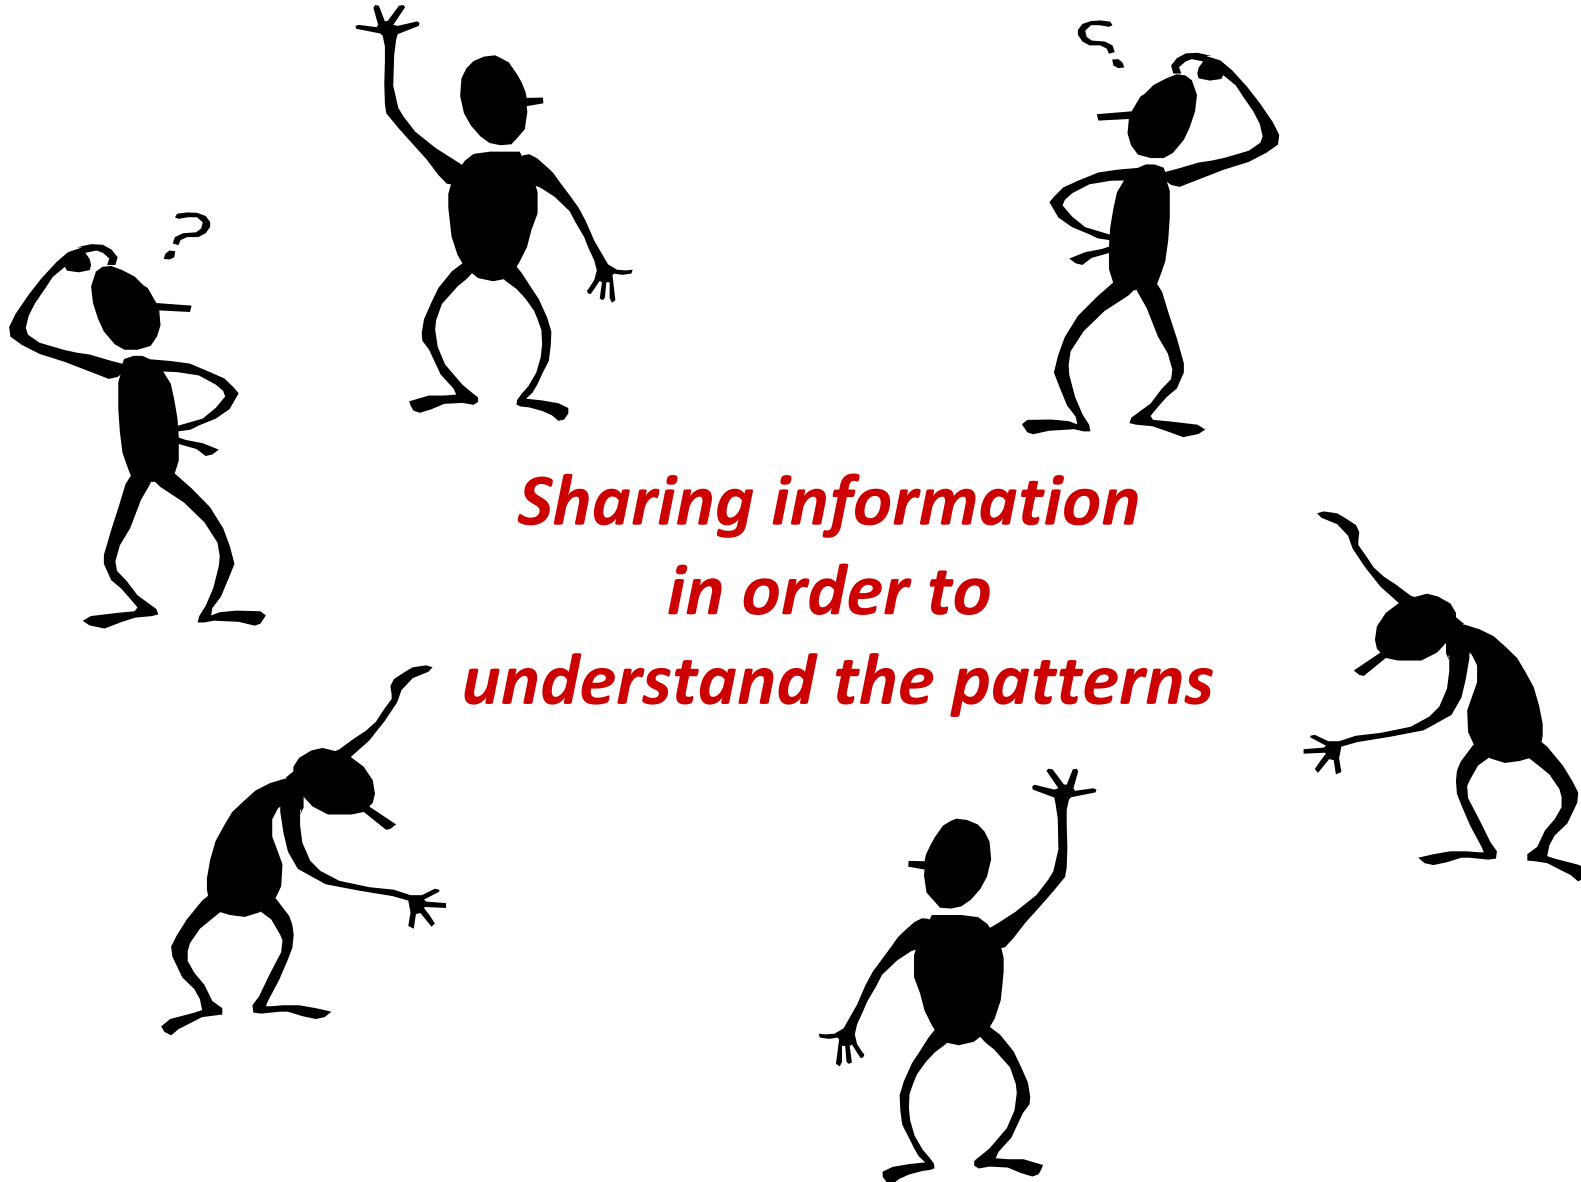 ?
?
Sharing information
in order to
understand the patterns